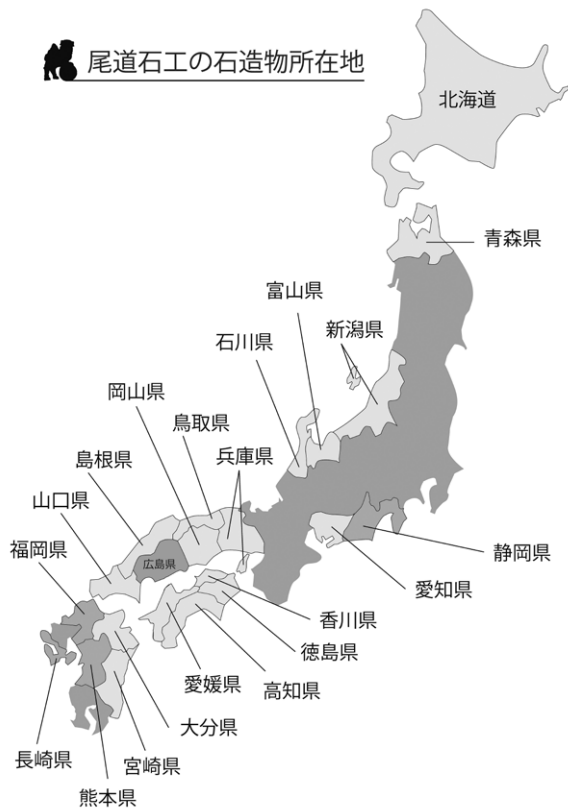 尾道石工の石造物所在地
北海道
青森県
富山県
新潟県
石川県
岡山県
鳥取県
兵庫県
島根県
山口県
福岡県
広島県
静岡県
愛知県
香川県
徳島県
愛媛県
高知県
大分県
長崎県
宮崎県
熊本県